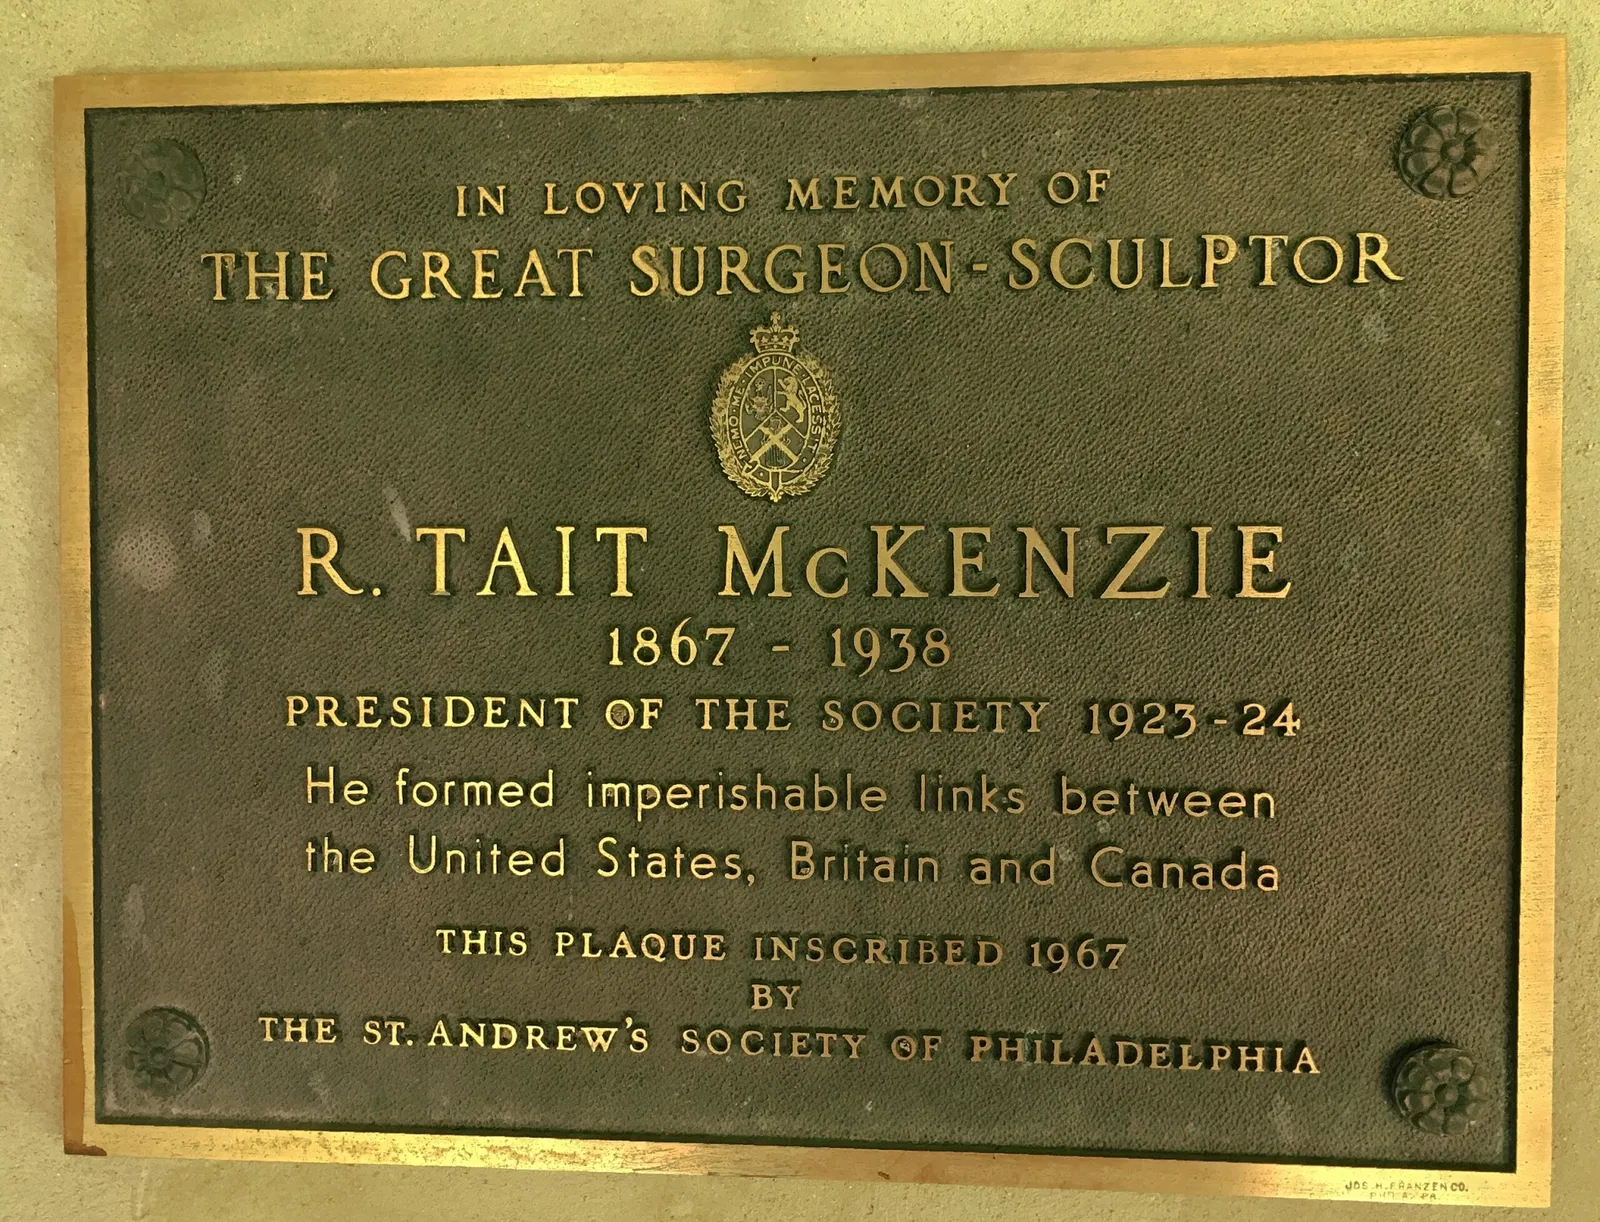 IN LOVING MEMORY OF
THE GREAT SURGEON-SCULPTOR
NEMO·ME·IMPUNE·LACESSIT
R. TAIT McKENZIE
1867 - 1938
PRESIDENT OF THE SOCIETY 1923-24
He formed imperishable links between
the United States, Britain and Canada
THIS PLAQUE INSCRIBED 1967
BY
THE ST. ANDREW'S SOCIETY OF PHILADELPHIA
JOS. H. FRANZEN CO.
PHILA. PA.